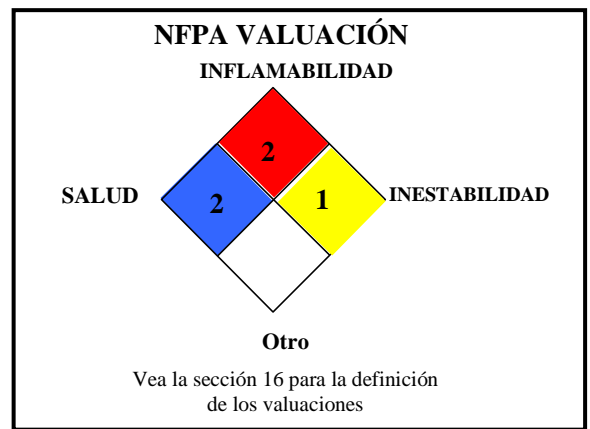 NFPA VALUACIÓN
INFLAMABILIDAD
2
SALUD 2 1 INESTABILIDAD
Otro
Vea la sección 16 para la definición
de los valuaciones